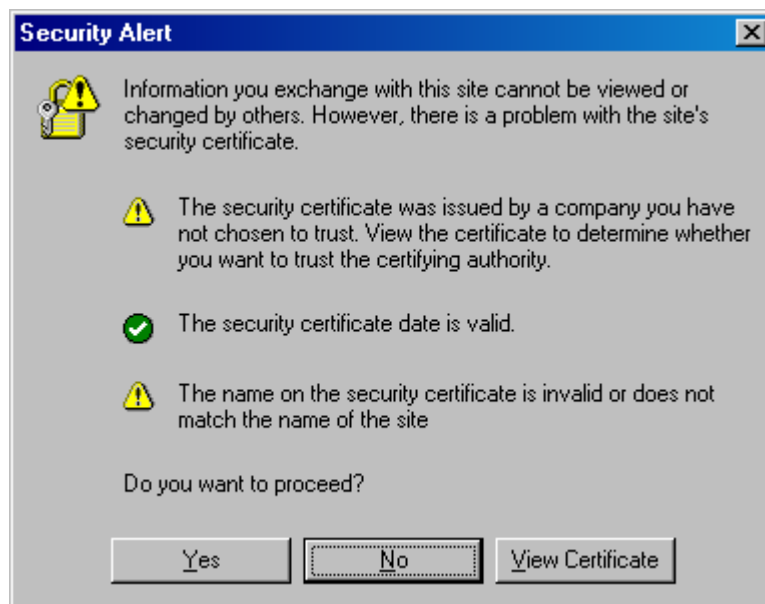 Security Alert
Information you exchange with this site cannot be viewed or
changed by others. However, there is a problem with the site's
security certificate.
The security certificate was issued by a company you have
not chosen to trust. View the certificate to determine whether
you want to trust the certifying authority.
The security certificate date is valid.
The name on the security certificate is invalid or does not
match the name of the site
Do you want to proceed?
Yes No View Certificate